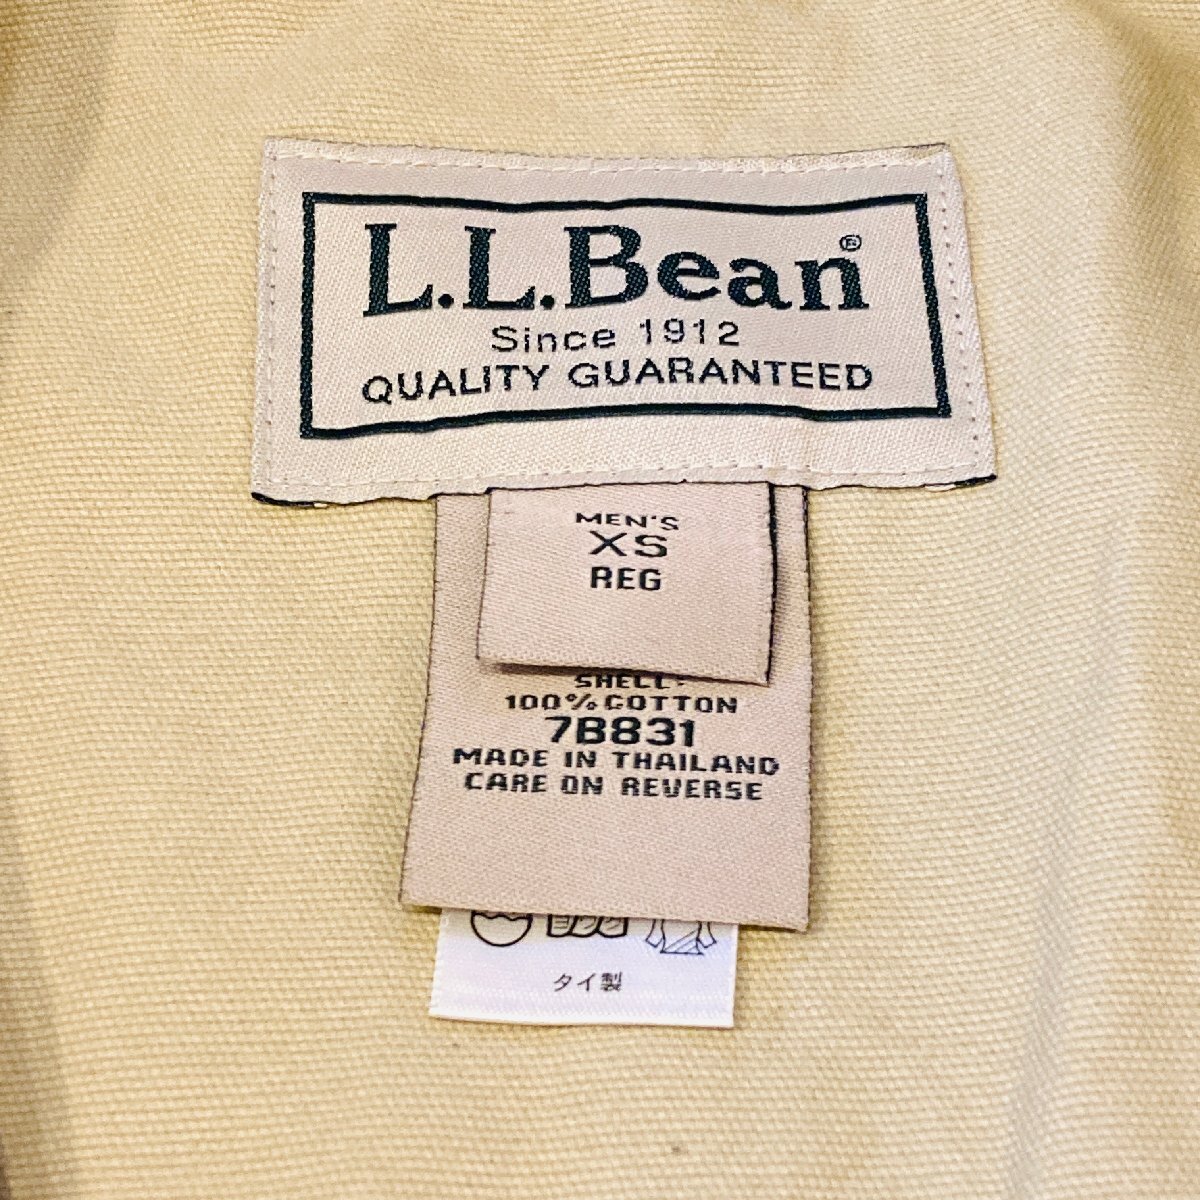 L.L.Bean®
Since 1912
QUALITY GUARANTEED
MEN'S
XS
REG
SHELL:
100% COTTON
7B831
MADE IN THAILAND
CARE ON REVERSE
タイ製